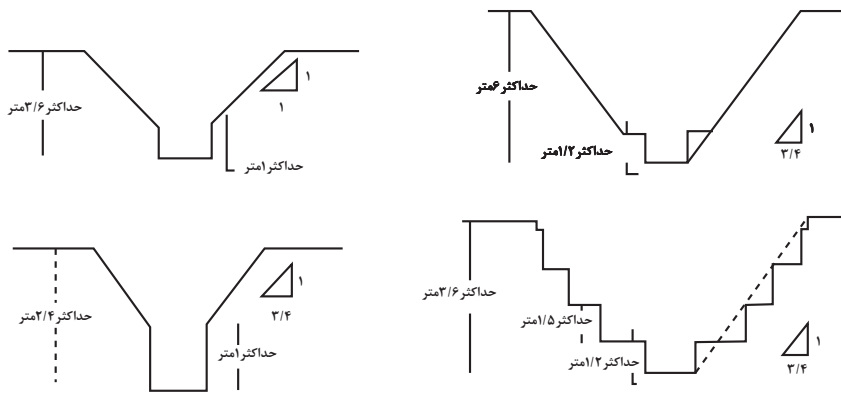 حداکثر۳/۶متر
۱
۱
حداکثر۱متر
حداکثر۶متر
۱
۳/۴
حداکثر۱/۲متر
حداکثر۲/۴متر
۱
۳/۴
حداکثر۱متر
حداکثر۳/۶متر
حداکثر۱/۵متر
حداکثر۱/۲متر
۱
۳/۴